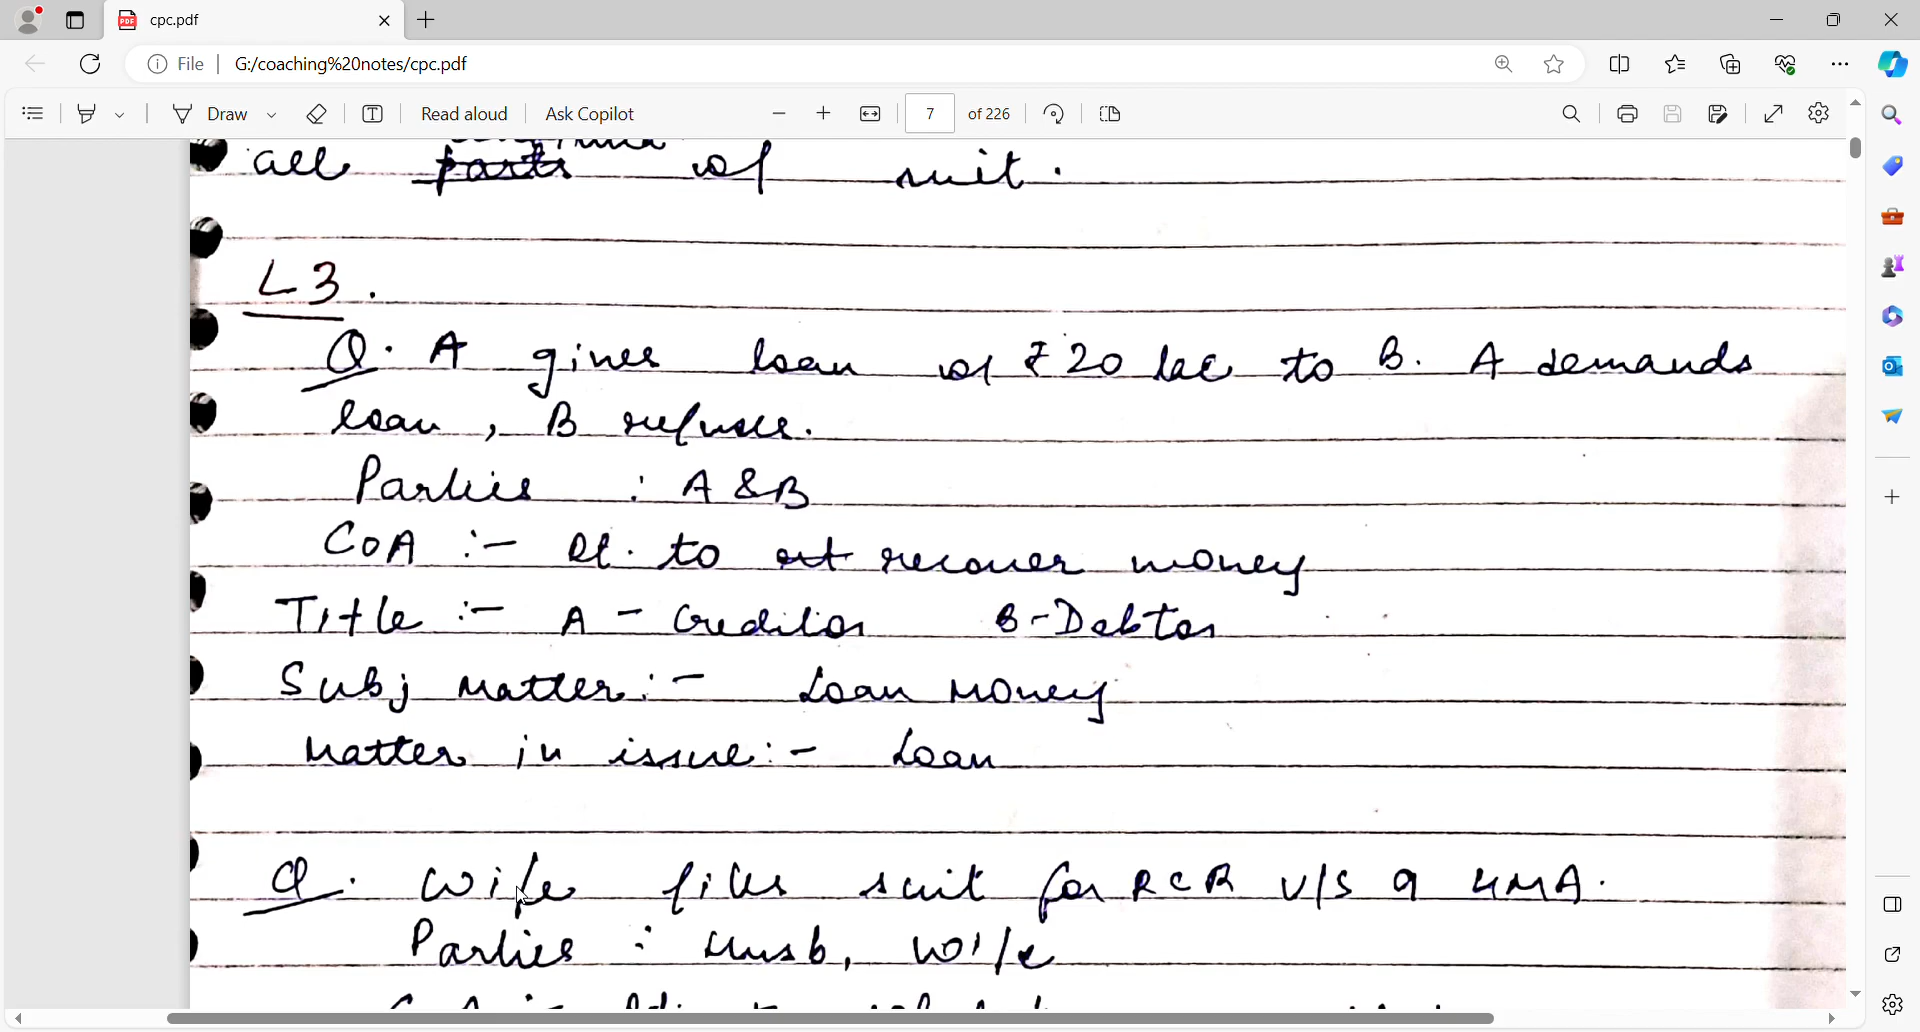 cpc.pdf
File G:/coaching%20notes/cpc.pdf
Draw Read aloud Ask Copilot 7 of 226
all parts of suit.
L3.
Q. A gives loan of ₹20 lac to B. A demands
loan, B refuses.
Parties : A & B
COA :- Rt. to recover money
Title :- A - Creditor B - Debtor
Subj Matter :- Loan Money
Matter in issue :- Loan
Q. Wife files suit for RCR v/s 9 HMA.
Parties : Husb, wife